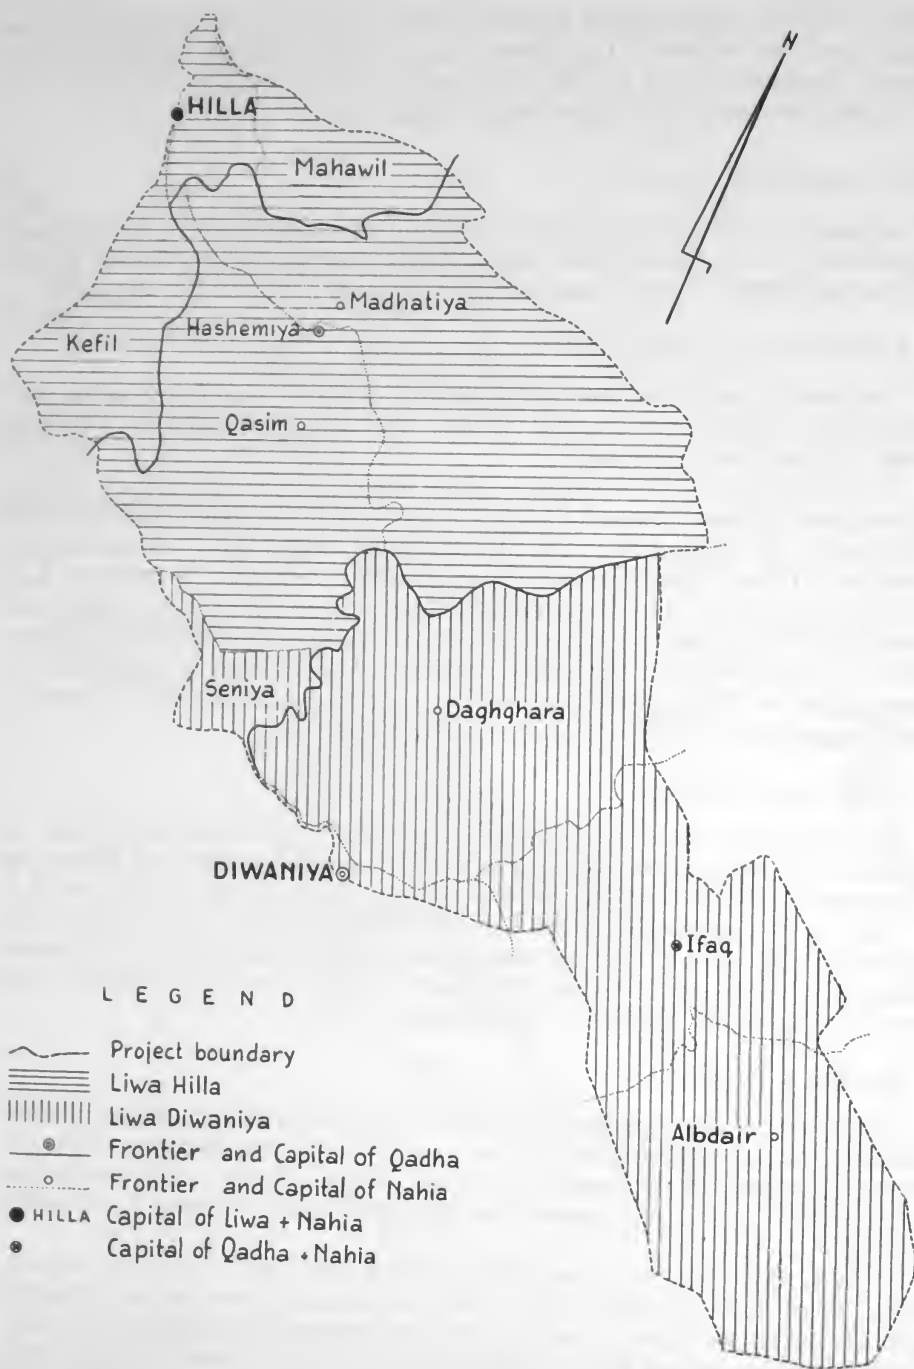 N
HILLA
Mahawil
Madhatiya
Hashemiya
Kefil
Qasim
Seniya
Daghghara
DIWANIYA
Ifaq
Albdair
LEGEND
Project boundary
Liwa Hilla
Liwa Diwaniya
Frontier and Capital of Qadha
Frontier and Capital of Nahia
HILLA Capital of Liwa + Nahia
Capital of Qadha + Nahia